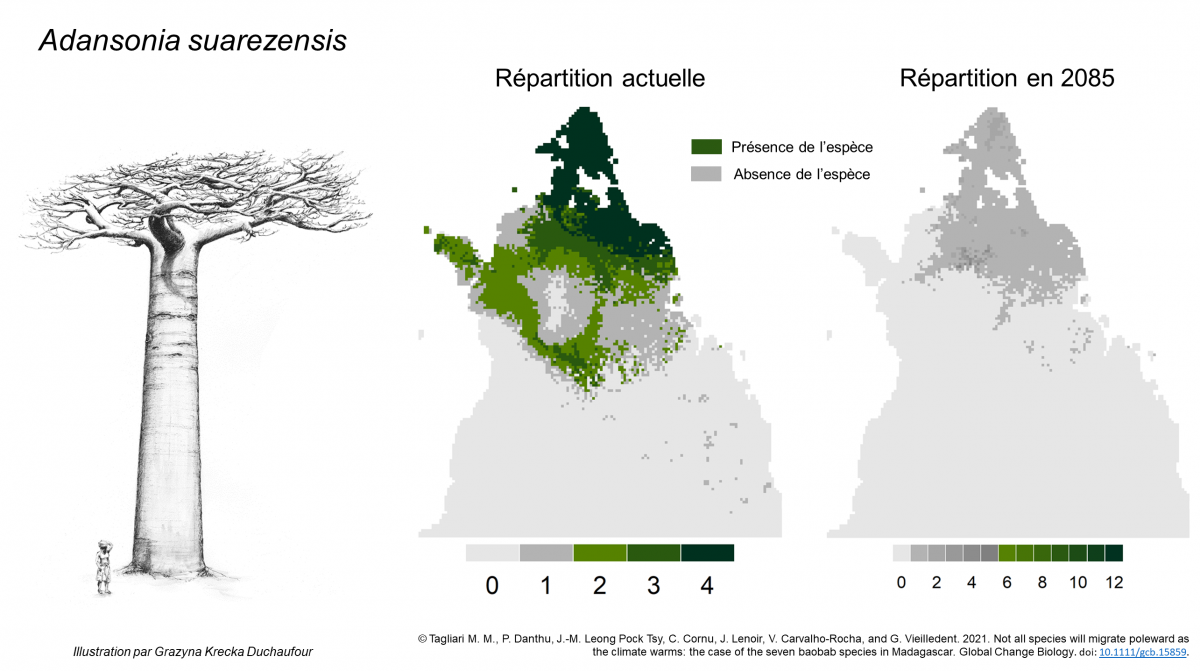 Adansonia suarezensis
Répartition actuelle
Répartition en 2085
Présence de l’espèce
Absence de l’espèce
0 1 2 3 4
0 2 4 6 8 10 12
Illustration par Grazyna Krecka Duchaufour
© Tagliari M. M., P. Danthu, J.-M. Leong Pock Tsy, C. Cornu, J. Lenoir, V. Carvalho-Rocha, and G. Vieilledent. 2021. Not all species will migrate poleward as
the climate warms: the case of the seven baobab species in Madagascar. Global Change Biology. doi: 10.1111/gcb.15859.